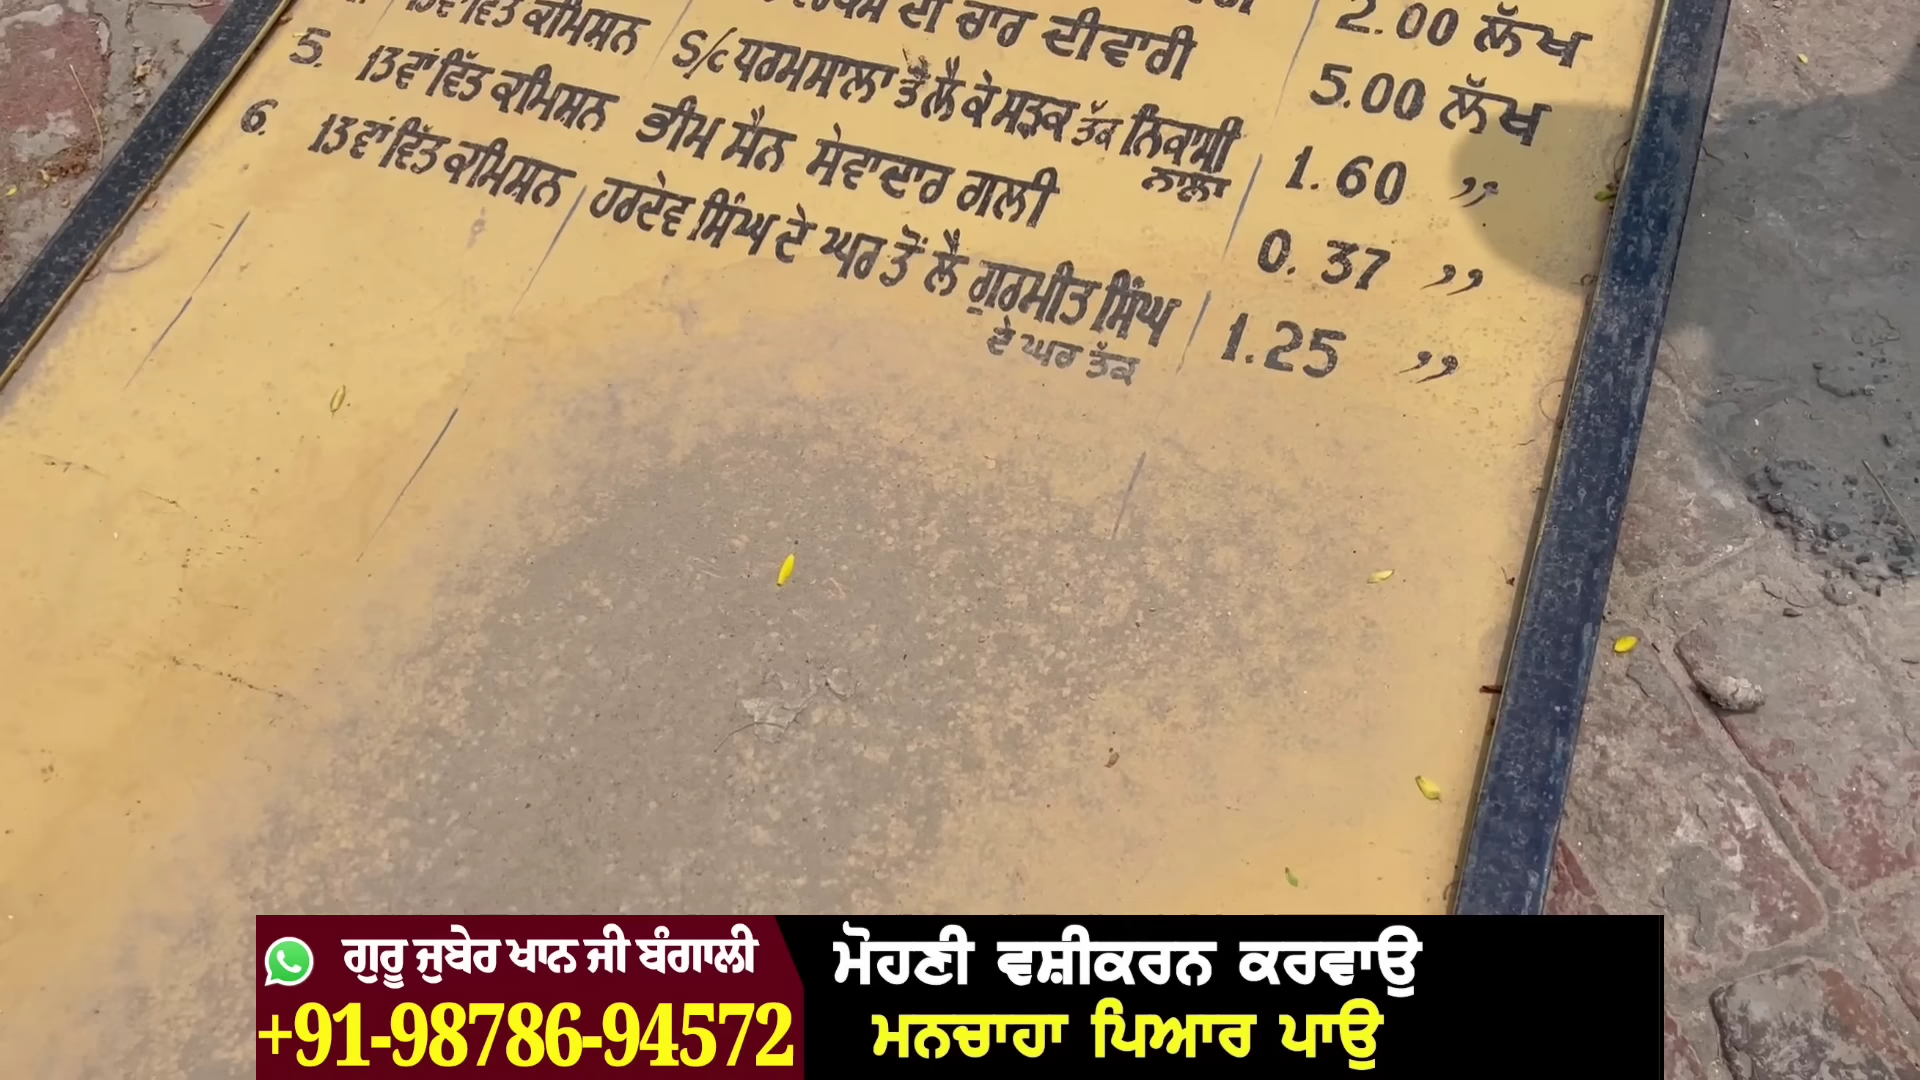 ਦੀ ਚਾਰ ਦੀਵਾਰੀ 2.00 ਲੱਖ
13ਵਾਂ ਵਿੱਤ ਕਮਿਸ਼ਨ S/c ਧਰਮਸਾਲਾ ਤੋਂ ਲੈ ਕੇ ਸੜਕ ਤੱਕ ਨਿਕਾਸੀ ਨਾਲਾ 5.00 ਲੱਖ
5. 13ਵਾਂ ਵਿੱਤ ਕਮਿਸ਼ਨ ਭੀਮ ਸੈਨ ਸੇਵਾਦਾਰ ਗਲੀ 1.60 ,,
6. 13ਵਾਂ ਵਿੱਤ ਕਮਿਸ਼ਨ ਹਰਦੇਵ ਸਿੰਘ ਦੇ ਘਰ ਤੋਂ ਲੈ ਗੁਰਮੀਤ ਸਿੰਘ 0.37 ,,
ਦੇ ਘਰ ਤੱਕ 1.25 ,,
ਗੁਰੂ ਜੁਬੇਰ ਖਾਨ ਜੀ ਬੰਗਾਲੀ
+91-98786-94572
ਮੋਹਣੀ ਵਸ਼ੀਕਰਨ ਕਰਵਾਉ
ਮਨਚਾਹਾ ਪਿਆਰ ਪਾਉ